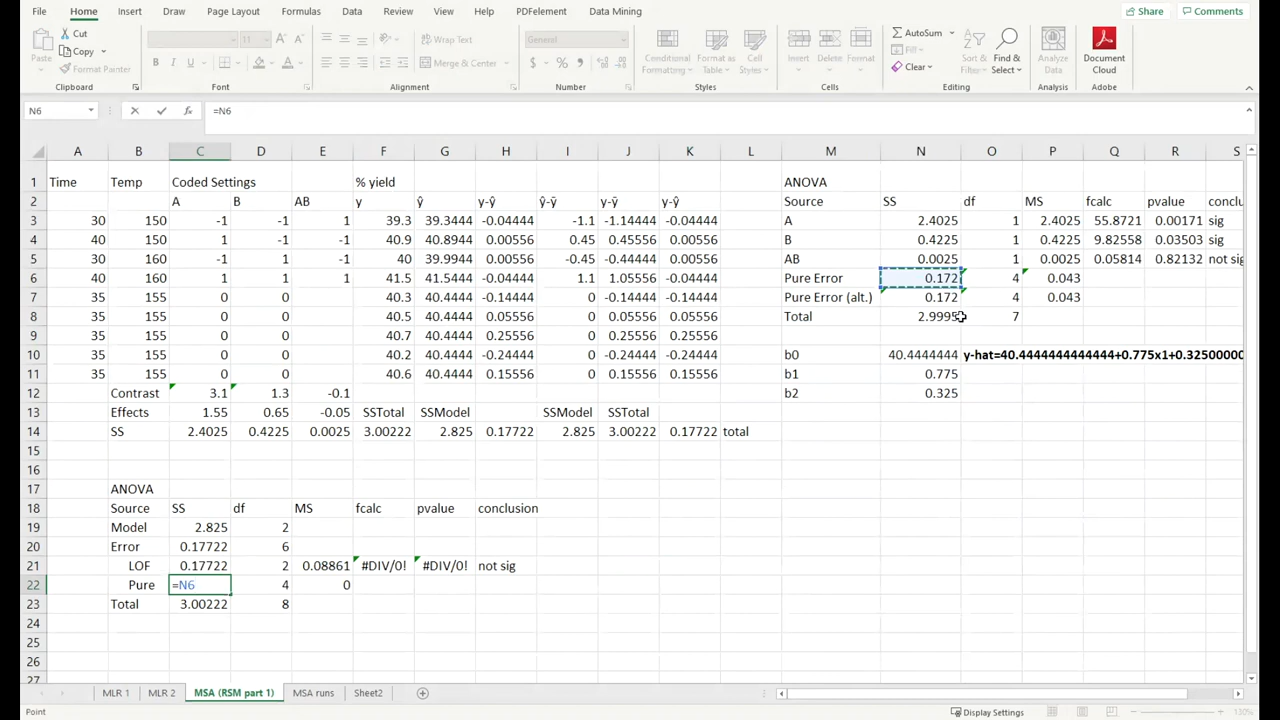 File Home Insert Draw Page Layout Formulas Data Review View Help PDFelement Data Mining Share Comments
Paste Cut Copy Format Painter Clipboard
11 A A B I U A Font
Wrap Text Merge & Center Alignment
General $ % , Number
Conditional Formatting Format as Table Cell Styles Styles
Insert Delete Format Cells
AutoSum Fill Clear Sort & Filter Find & Select Editing
Analyze Data Analysis
Document Cloud Adobe
N6 fx =N6
A B C D E F G H I J K L M N O P Q R S
1 Time Temp Coded Settings % yield ANOVA
2 A B AB y ŷ y-ŷ ŷ-ȳ y-ȳ y-ŷ Source SS df MS fcalc pvalue conclu
3 30 150 -1 -1 1 39.3 39.3444 -0.04444 -1.1 -1.14444 -0.04444 A 2.4025 1 2.4025 55.8721 0.00171 sig
4 40 150 1 -1 -1 40.9 40.8944 0.00556 0.45 0.45556 0.00556 B 0.4225 1 0.4225 9.82558 0.03503 sig
5 30 160 -1 1 -1 40 39.9944 0.00556 -0.45 -0.44444 0.00556 AB 0.0025 1 0.0025 0.05814 0.82132 not sig
6 40 160 1 1 1 41.5 41.5444 -0.04444 1.1 1.05556 -0.04444 Pure Error 0.172 4 0.043
7 35 155 0 0 40.3 40.4444 -0.14444 0 -0.14444 -0.14444 Pure Error (alt.) 0.172 4 0.043
8 35 155 0 0 40.5 40.4444 0.05556 0 0.05556 0.05556 Total 2.9995 7
9 35 155 0 0 40.7 40.4444 0.25556 0 0.25556 0.25556
10 35 155 0 0 40.2 40.4444 -0.24444 0 -0.24444 -0.24444 b0 40.4444444 y-hat=40.4444444444444+0.775x1+0.32500000
11 35 155 0 0 40.6 40.4444 0.15556 0 0.15556 0.15556 b1 0.775
12 Contrast 3.1 1.3 -0.1 b2 0.325
13 Effects 1.55 0.65 -0.05 SSTotal SSModel SSModel SSTotal
14 SS 2.4025 0.4225 0.0025 3.00222 2.825 0.17722 2.825 3.00222 0.17722 total
15
16
17 ANOVA
18 Source SS df MS fcalc pvalue conclusion
19 Model 2.825 2
20 Error 0.17722 6
21 LOF 0.17722 2 0.08861 #DIV/0! #DIV/0! not sig
22 Pure =N6 4 0
23 Total 3.00222 8
24
25
26
27
MLR 1 MLR 2 MSA (RSM part 1) MSA runs Sheet2
Point Display Settings 130%